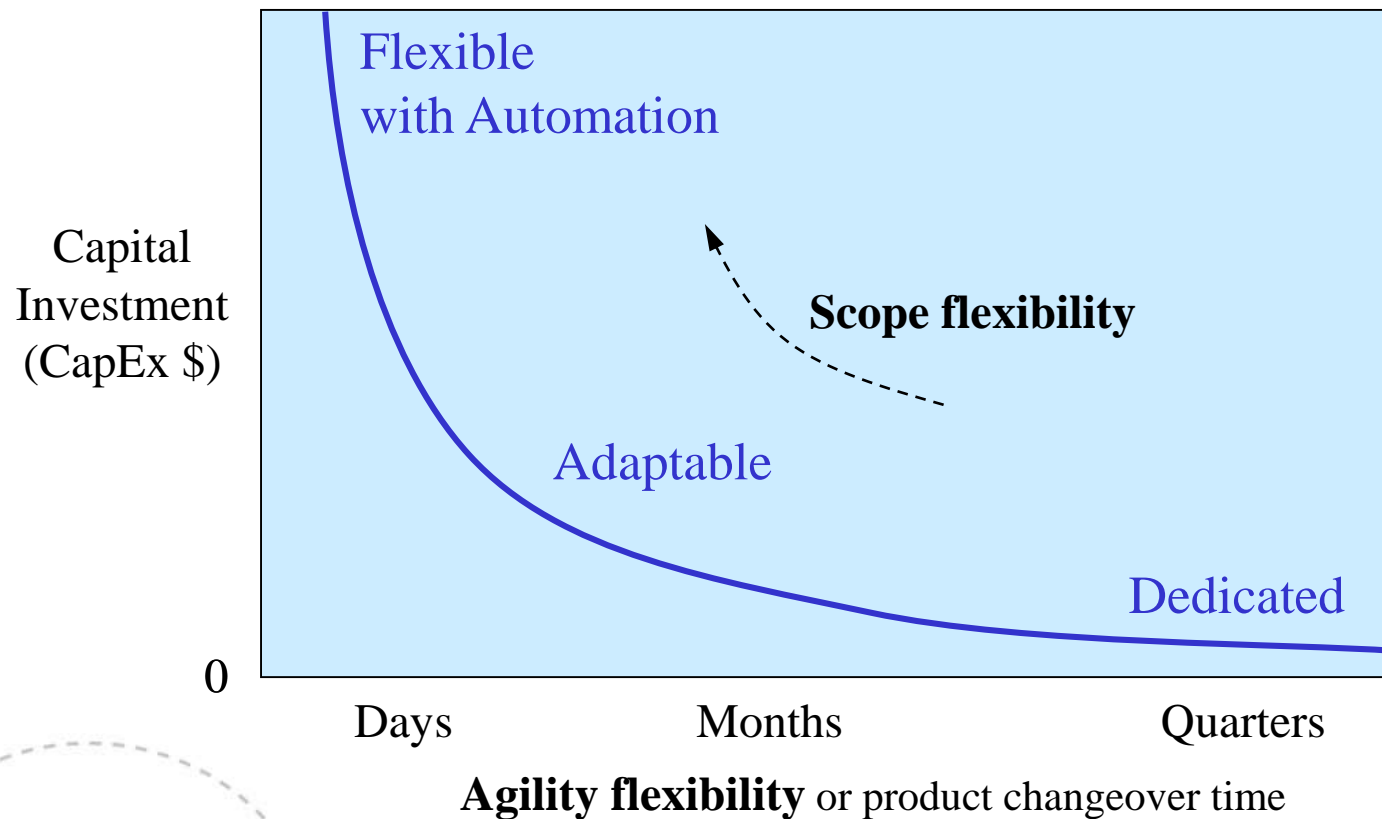 Flexible
with Automation
Capital
Investment
(CapEx $)
Scope flexibility
Adaptable
Dedicated
0
Days Months Quarters
Agility flexibility or product changeover time